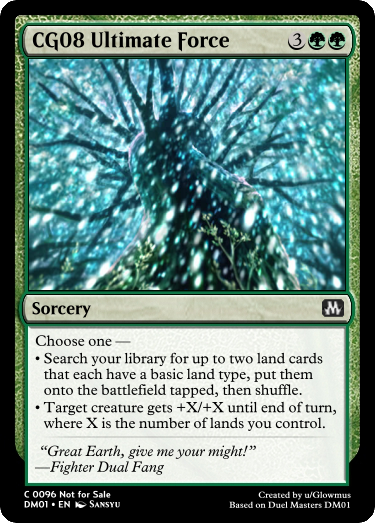 CG08 Ultimate Force 3
Sorcery
Choose one —
• Search your library for up to two land cards
that each have a basic land type, put them
onto the battlefield tapped, then shuffle.
• Target creature gets +X/+X until end of turn,
where X is the number of lands you control.
"Great Earth, give me your might!"
—Fighter Dual Fang
C 0096 Not for Sale
Created by u/Glowmus
DM01 • EN Sansyu
Based on Duel Masters DM01